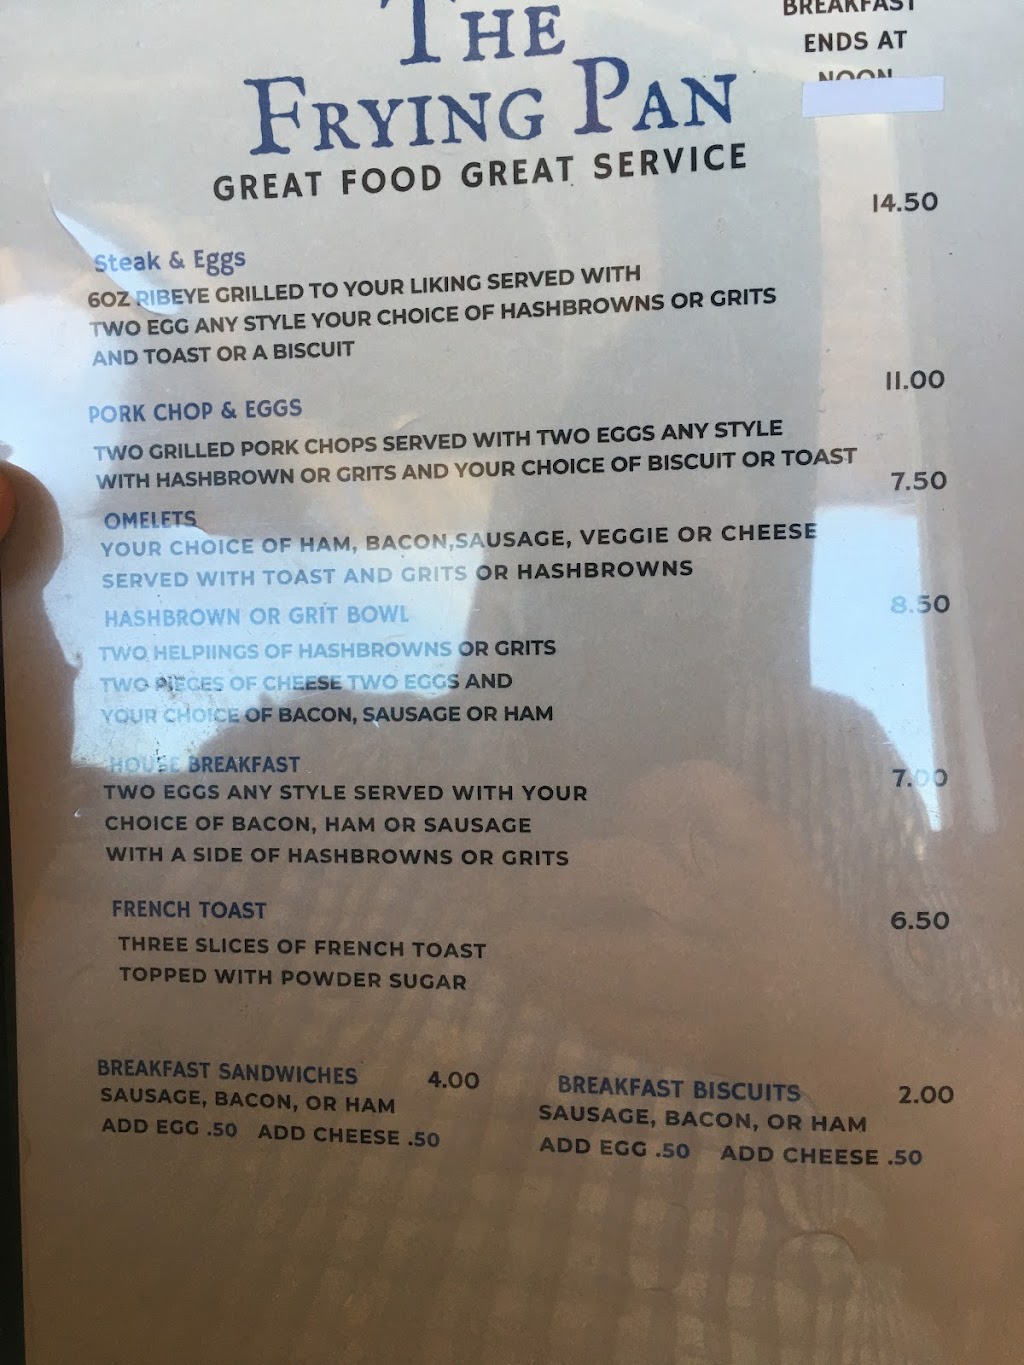 THE
FRYING PAN
GREAT FOOD GREAT SERVICE
BREAKFAST
ENDS AT
NOON
14.50
Steak & Eggs
6OZ RIBEYE GRILLED TO YOUR LIKING SERVED WITH
TWO EGG ANY STYLE YOUR CHOICE OF HASHBROWNS OR GRITS
AND TOAST OR A BISCUIT
11.00
PORK CHOP & EGGS
TWO GRILLED PORK CHOPS SERVED WITH TWO EGGS ANY STYLE
WITH HASHBROWN OR GRITS AND YOUR CHOICE OF BISCUIT OR TOAST
7.50
OMELETS
YOUR CHOICE OF HAM, BACON,SAUSAGE, VEGGIE OR CHEESE
SERVED WITH TOAST AND GRITS OR HASHBROWNS
HASHBROWN OR GRIT BOWL 8.50
TWO HELPIINGS OF HASHBROWNS OR GRITS
TWO PIECES OF CHEESE TWO EGGS AND
YOUR CHOICE OF BACON, SAUSAGE OR HAM
HOUSE BREAKFAST 7.00
TWO EGGS ANY STYLE SERVED WITH YOUR
CHOICE OF BACON, HAM OR SAUSAGE
WITH A SIDE OF HASHBROWNS OR GRITS
FRENCH TOAST 6.50
THREE SLICES OF FRENCH TOAST
TOPPED WITH POWDER SUGAR
BREAKFAST SANDWICHES 4.00
SAUSAGE, BACON, OR HAM
ADD EGG .50 ADD CHEESE .50
BREAKFAST BISCUITS 2.00
SAUSAGE, BACON, OR HAM
ADD EGG .50 ADD CHEESE .50